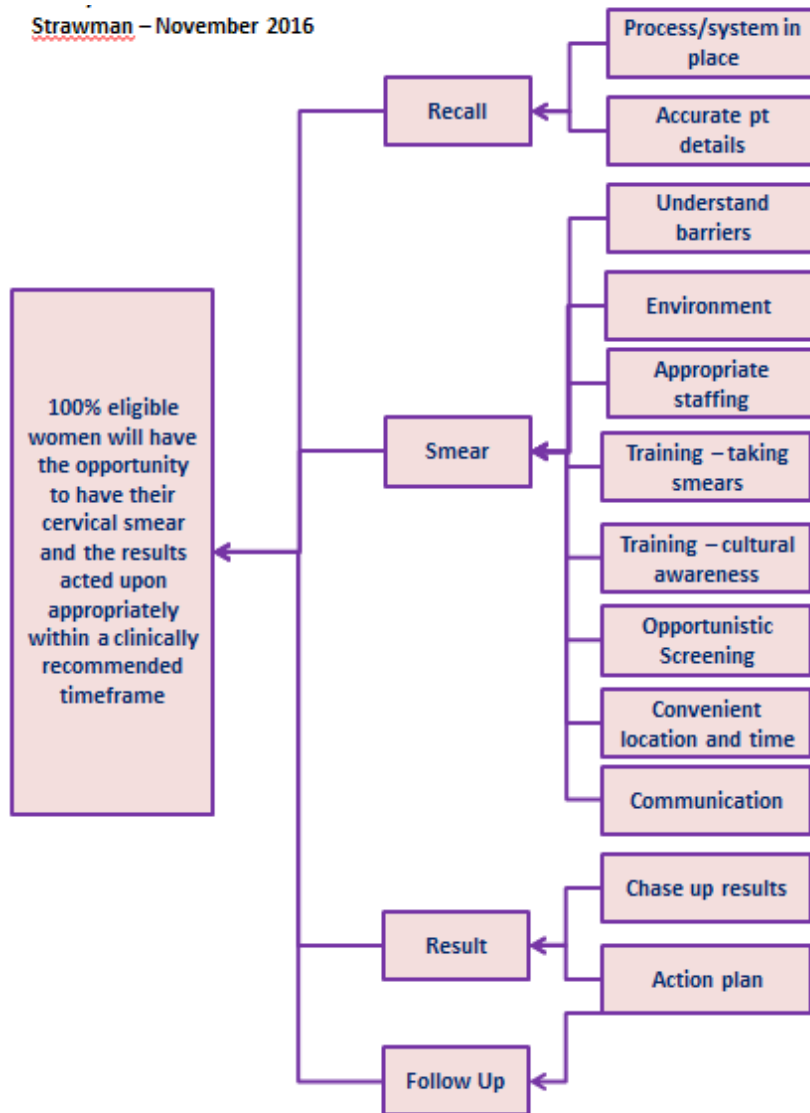 Strawman – November 2016
Process/system in
place
Recall
Accurate pt
details
Understand
barriers
Environment
Appropriate
staffing
100% eligible
women will have
the opportunity
to have their
cervical smear
and the results
acted upon
appropriately
within a clinically
recommended
timeframe
Smear
Training – taking
smears
Training – cultural
awareness
Opportunistic
Screening
Convenient
location and time
Communication
Chase up results
Result
Action plan
Follow Up